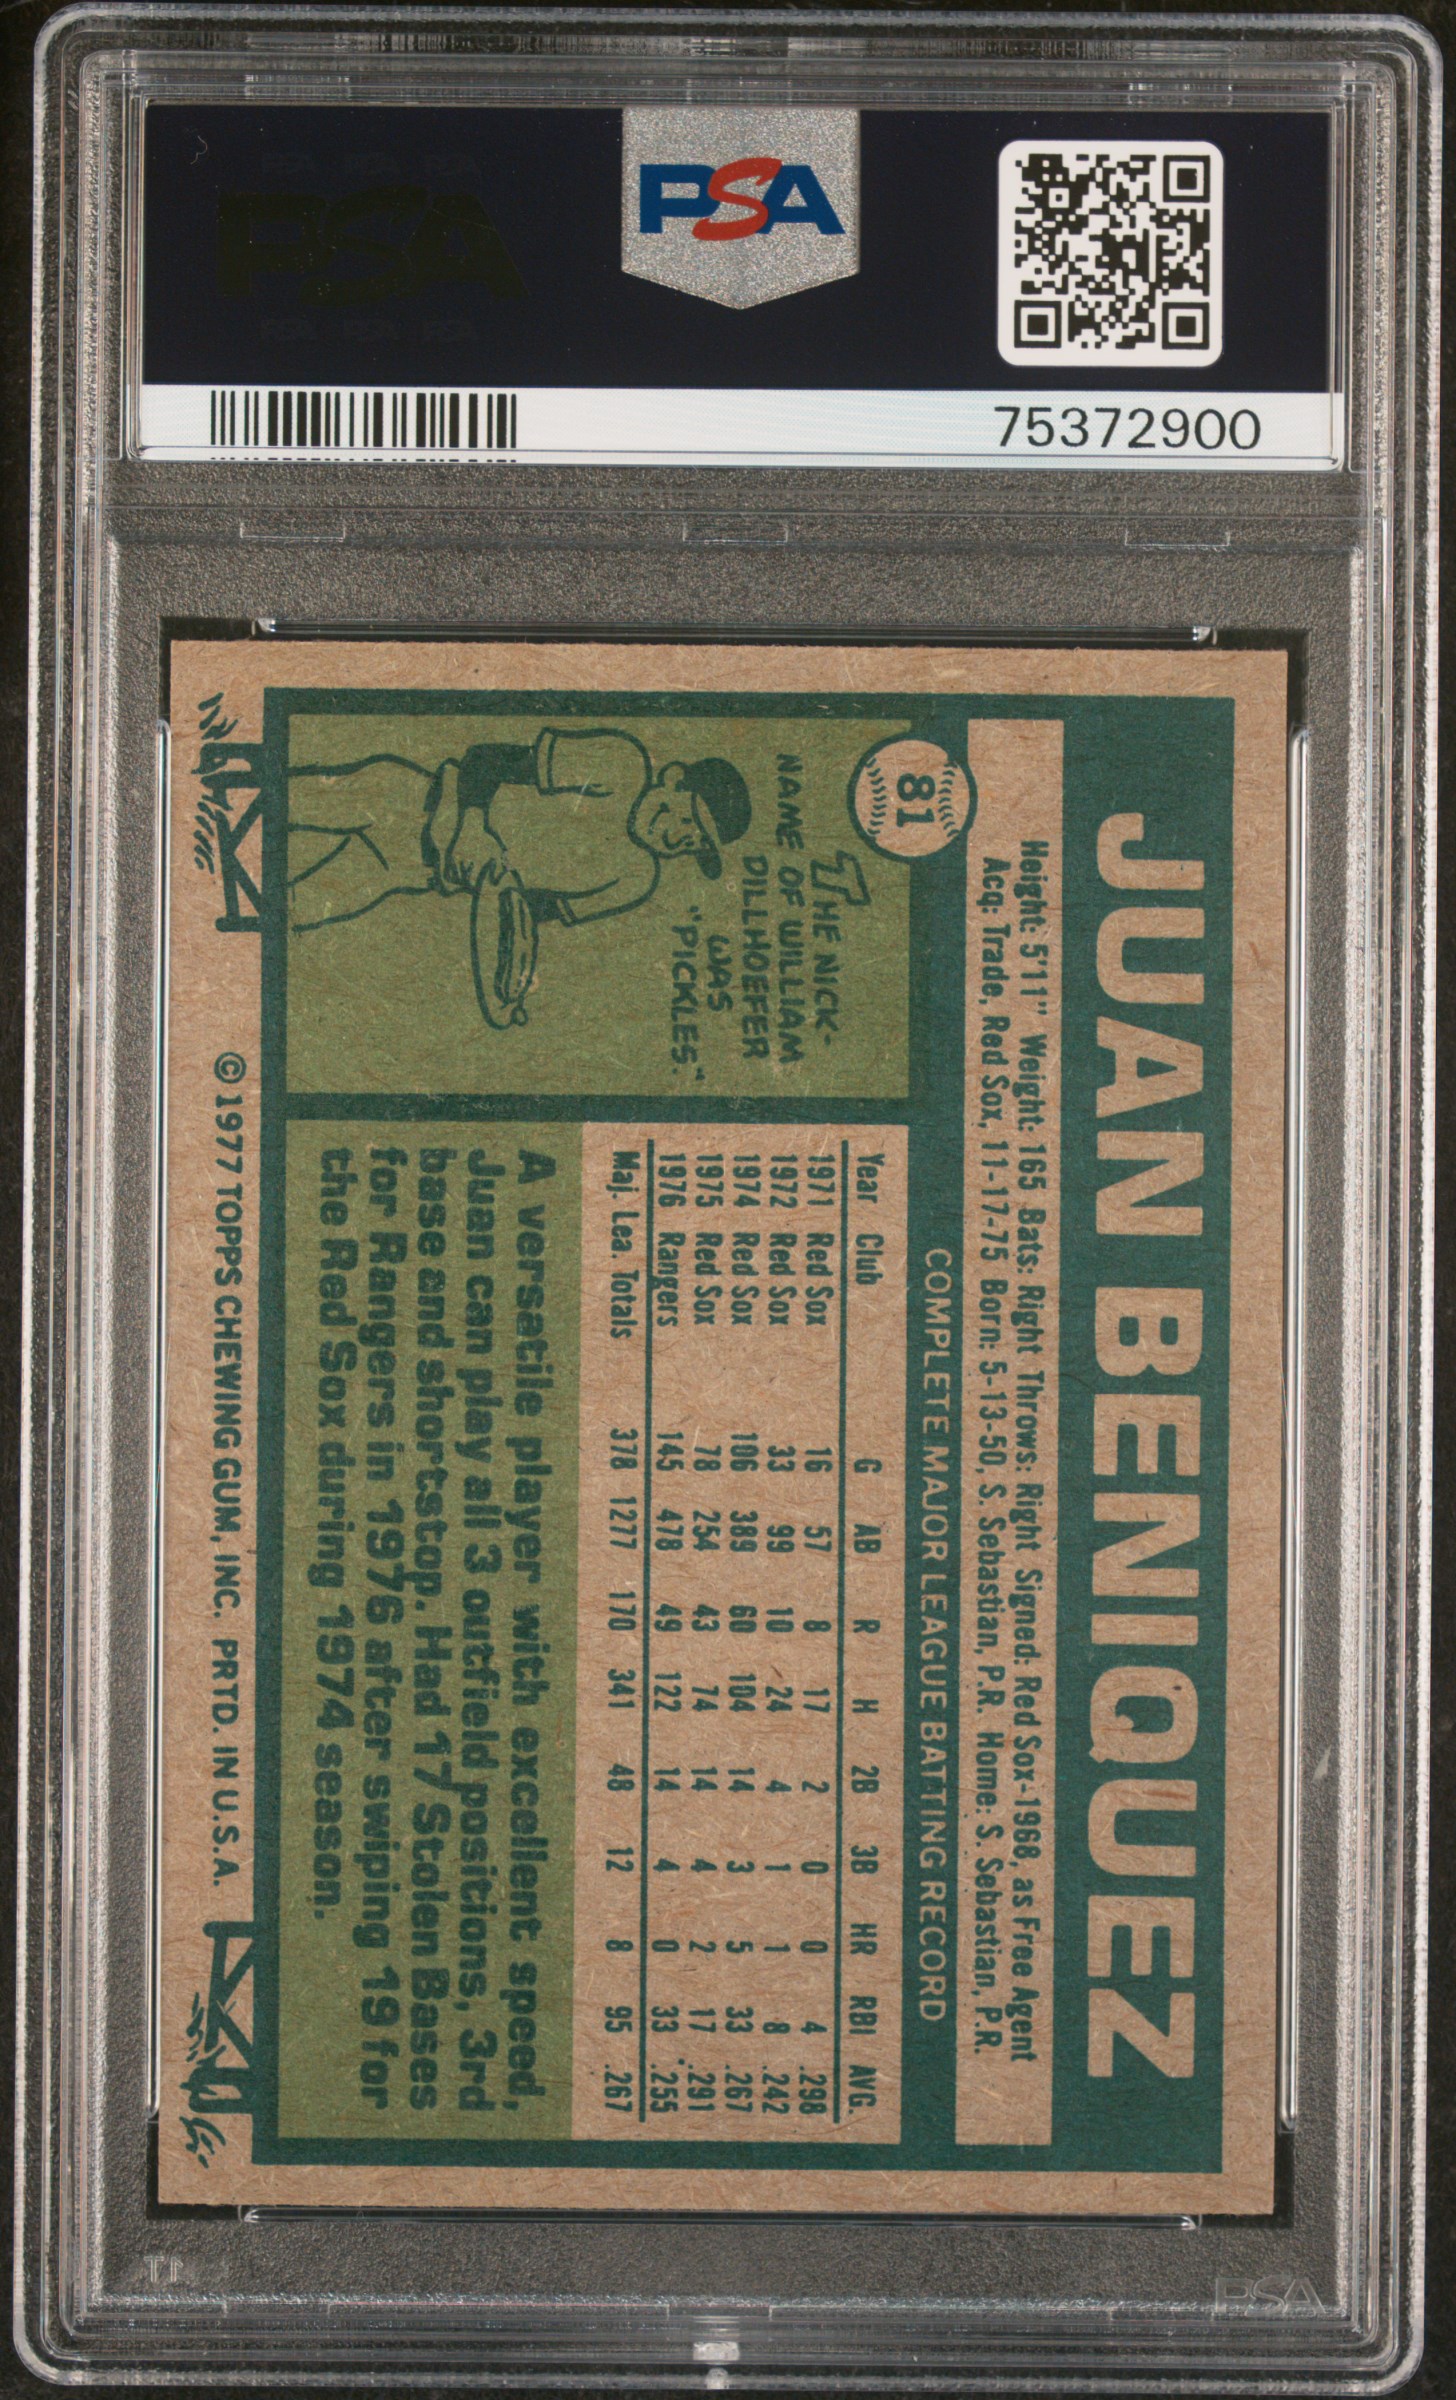 PSA
75372900
81
JUAN BENIQUEZ
Height: 5'11" Weight: 165 Bats: Right Throws: Right Signed: Red Sox-1968, as Free Agent
Acq: Trade, Red Sox, 11-17-75 Born: 5-13-50, S. Sebastian, P.R. Home: S. Sebastian, P.R.
COMPLETE MAJOR LEAGUE BATTING RECORD
THE NICK-
NAME OF WILLIAM
DILLHOEFER
WAS
"PICKLES."
Year Club G AB R H 2B 3B HR RBI AVG.
1971 Red Sox 16 57 8 17 2 0 0 4 .298
1972 Red Sox 33 99 10 24 4 1 1 8 .242
1974 Red Sox 106 389 60 104 14 3 5 33 .267
1975 Red Sox 78 254 43 74 14 4 2 17 .291
1976 Rangers 145 478 49 122 14 4 0 33 .255
Maj. Lea. Totals 378 1277 170 341 48 12 8 95 .267
A versatile player with excellent speed,
Juan can play all 3 outfield positions, 3rd
base and shortstop. Had 17 Stolen Bases
for Rangers in 1976 after swiping 19 for
the Red Sox during 1974 season.
© 1977 TOPPS CHEWING GUM, INC. PRTD. IN U.S.A.
PSA